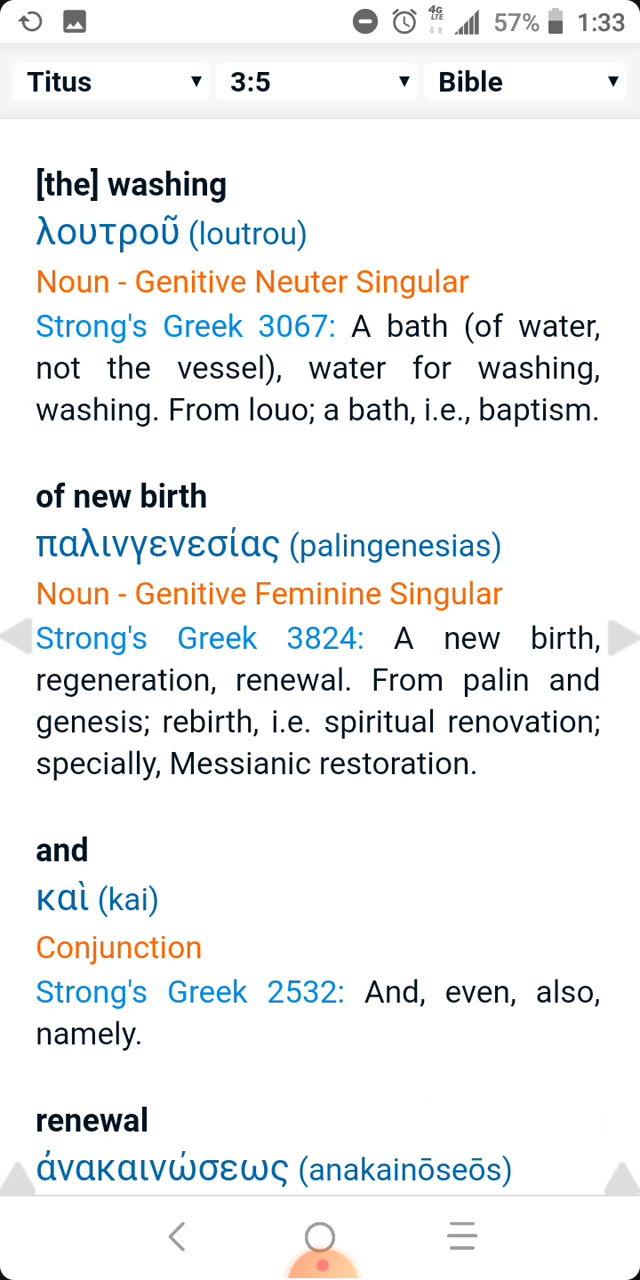 4G
LTE
57%
1:33
Titus ▼ 3:5 ▼ Bible ▼
[the] washing
λουτροῦ (loutrou)
Noun - Genitive Neuter Singular
Strong's Greek 3067: A bath (of water,
not the vessel), water for washing,
washing. From louo; a bath, i.e., baptism.
of new birth
παλινγενεσίας (palingenesias)
Noun - Genitive Feminine Singular
Strong's Greek 3824: A new birth,
regeneration, renewal. From palin and
genesis; rebirth, i.e. spiritual renovation;
specially, Messianic restoration.
and
καὶ (kai)
Conjunction
Strong's Greek 2532: And, even, also,
namely.
renewal
ἀνακαινώσεως (anakainōseōs)